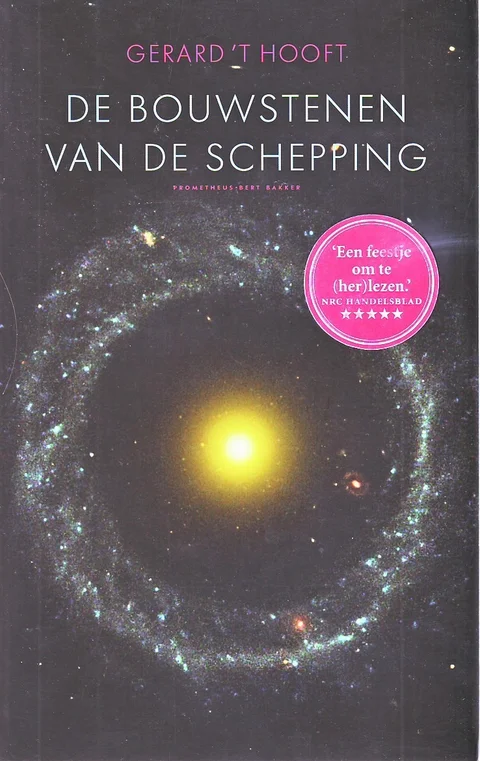 GERARD 'T HOOFT
DE BOUWSTENEN
VAN DE SCHEPPING
PROMETHEUS•BERT BAKKER
'Een feestje
om te
(her)lezen.'
NRC HANDELSBLAD
★★★★★